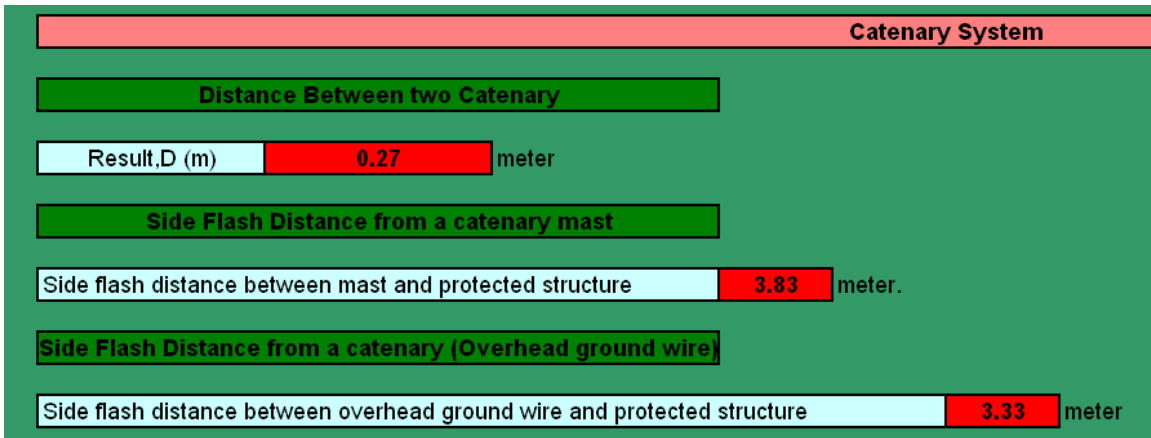 Catenary System
Distance Between two Catenary
Result,D (m) 0.27 meter
Side Flash Distance from a catenary mast
Side flash distance between mast and protected structure 3.83 meter.
Side Flash Distance from a catenary (Overhead ground wire)
Side flash distance between overhead ground wire and protected structure 3.33 meter